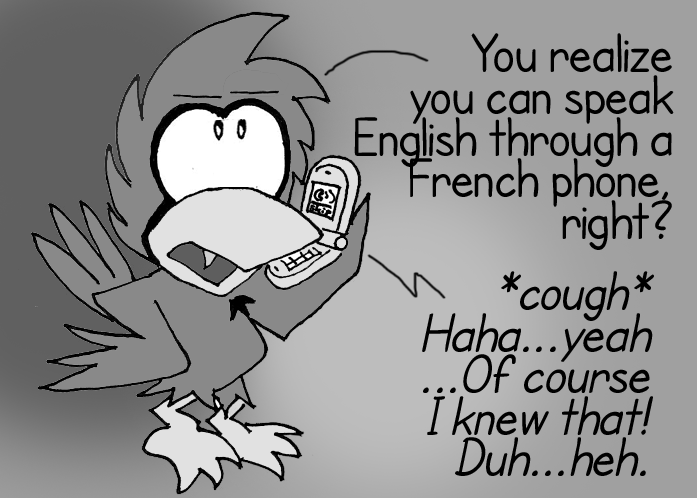 You realize
you can speak
English through a
French phone,
right?
*cough*
Haha...yeah
...Of course
I knew that!
Duh...heh.